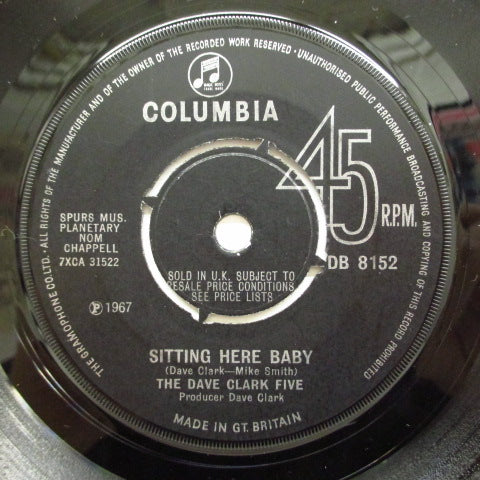 ALL RIGHTS OF THE MANUFACTURER AND OF THE OWNER OF THE RECORDED WORK RESERVED · UNAUTHORISED PUBLIC PERFORMANCE BROADCASTING AND COPYING OF THIS RECORD PROHIBITED
THE GRAMOPHONE CO. LTD. ·
COLUMBIA
45
R.P.M.
SPURS MUS.
PLANETARY
NOM
CHAPPELL
7XCA 31522
DB 8152
SOLD IN U.K. SUBJECT TO
RESALE PRICE CONDITIONS
SEE PRICE LISTS
℗ 1967
SITTING HERE BABY
(Dave Clark—Mike Smith)
THE DAVE CLARK FIVE
Producer Dave Clark
MADE IN GT. BRITAIN